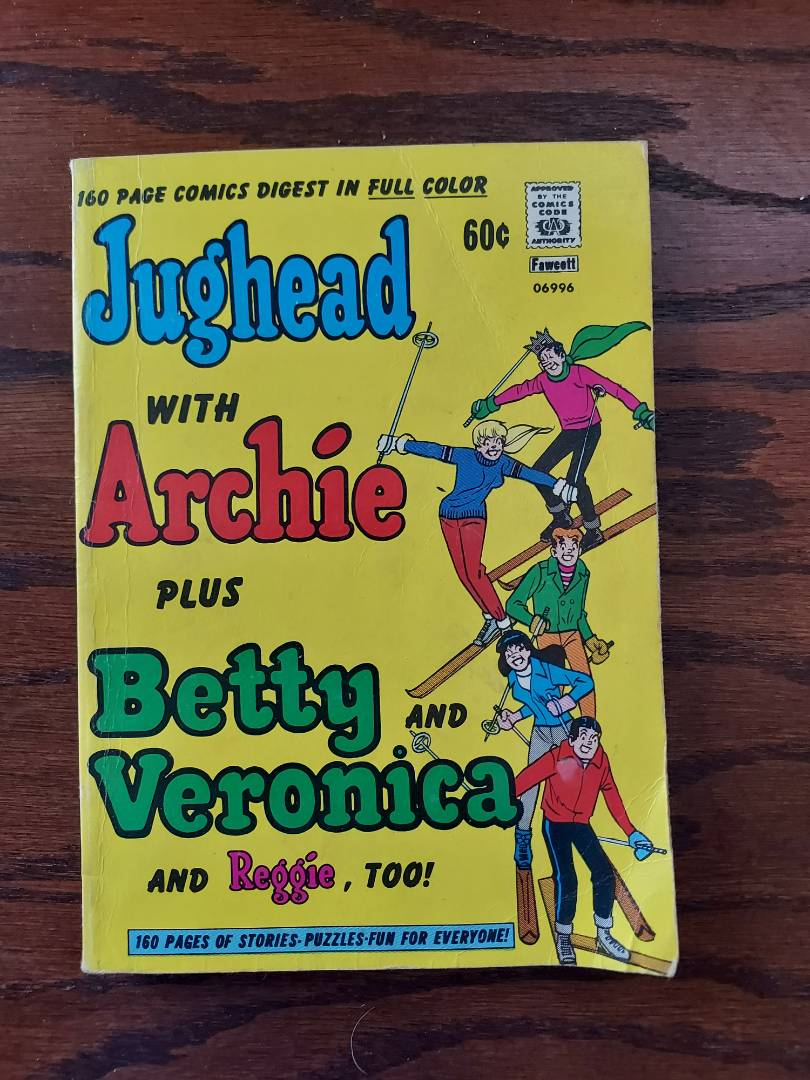 160 PAGE COMICS DIGEST IN FULL COLOR
Jughead
60¢
APPROVED
BY THE
COMICS
CODE
CA
AUTHORITY
Fawcett
06996
WITH
Archie
PLUS
Betty
AND
Veronica
AND Reggie, TOO!
160 PAGES OF STORIES-PUZZLES-FUN FOR EVERYONE!